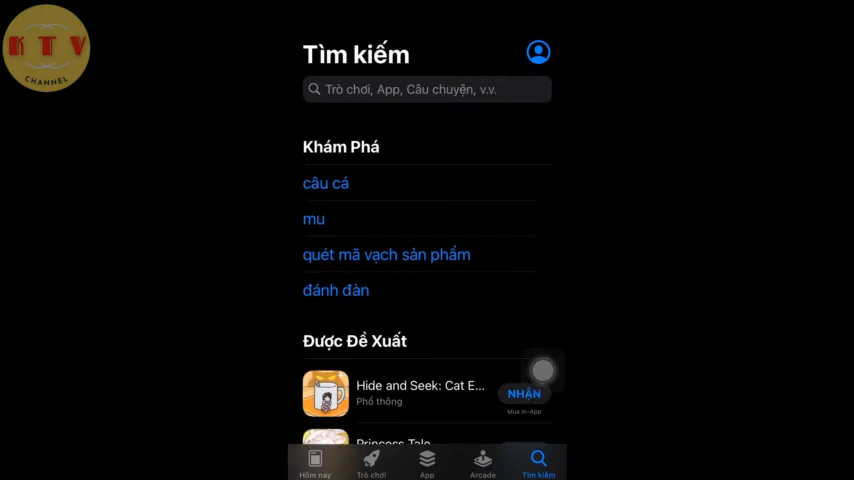 KTV
CHANNEL
Tìm kiếm
Trò chơi, App, Câu chuyện, v.v.
Khám Phá
câu cá
mu
quét mã vạch sản phẩm
đánh đàn
Được Đề Xuất
Hide and Seek: Cat E...
Phổ thông
NHẬN
Mua In-App
Princess Tale
Hôm nay
Trò chơi
App
Arcade
Tìm kiếm